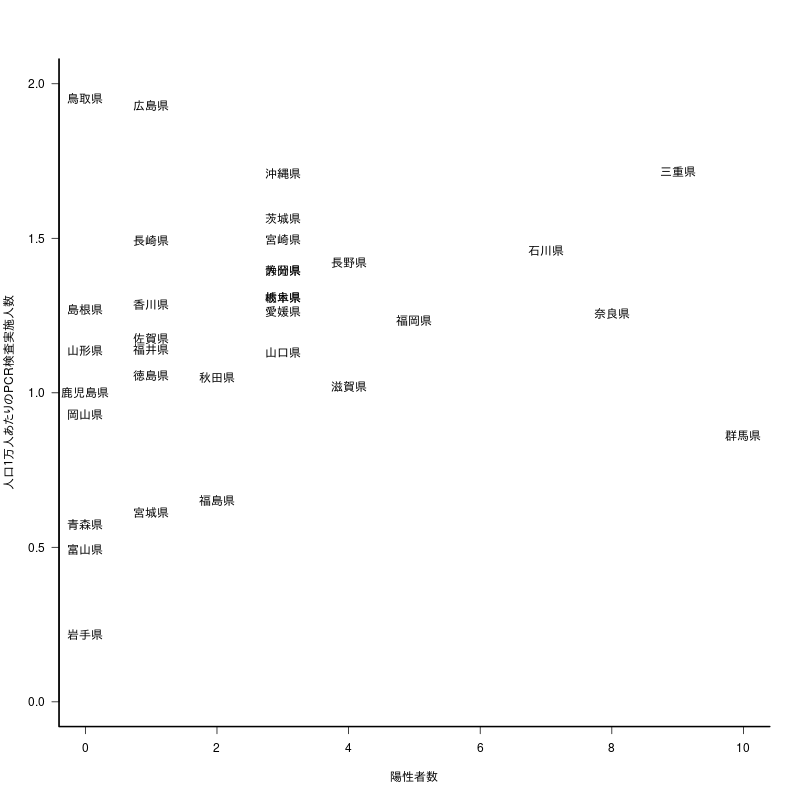 2.0
鳥取県
広島県
沖縄県
三重県
茨城県
1.5
長崎県
宮崎県
石川県
長野県
島根県
香川県
愛媛県
奈良県
福岡県
佐賀県
山形県
福井県
山口県
徳島県
秋田県
滋賀県
1.0
鹿児島県
岡山県
群馬県
宮城県
福島県
青森県
0.5
富山県
岩手県
0.0
0 2 4 6 8 10
陽性者数
人口1万人あたりのPCR検査実施人数